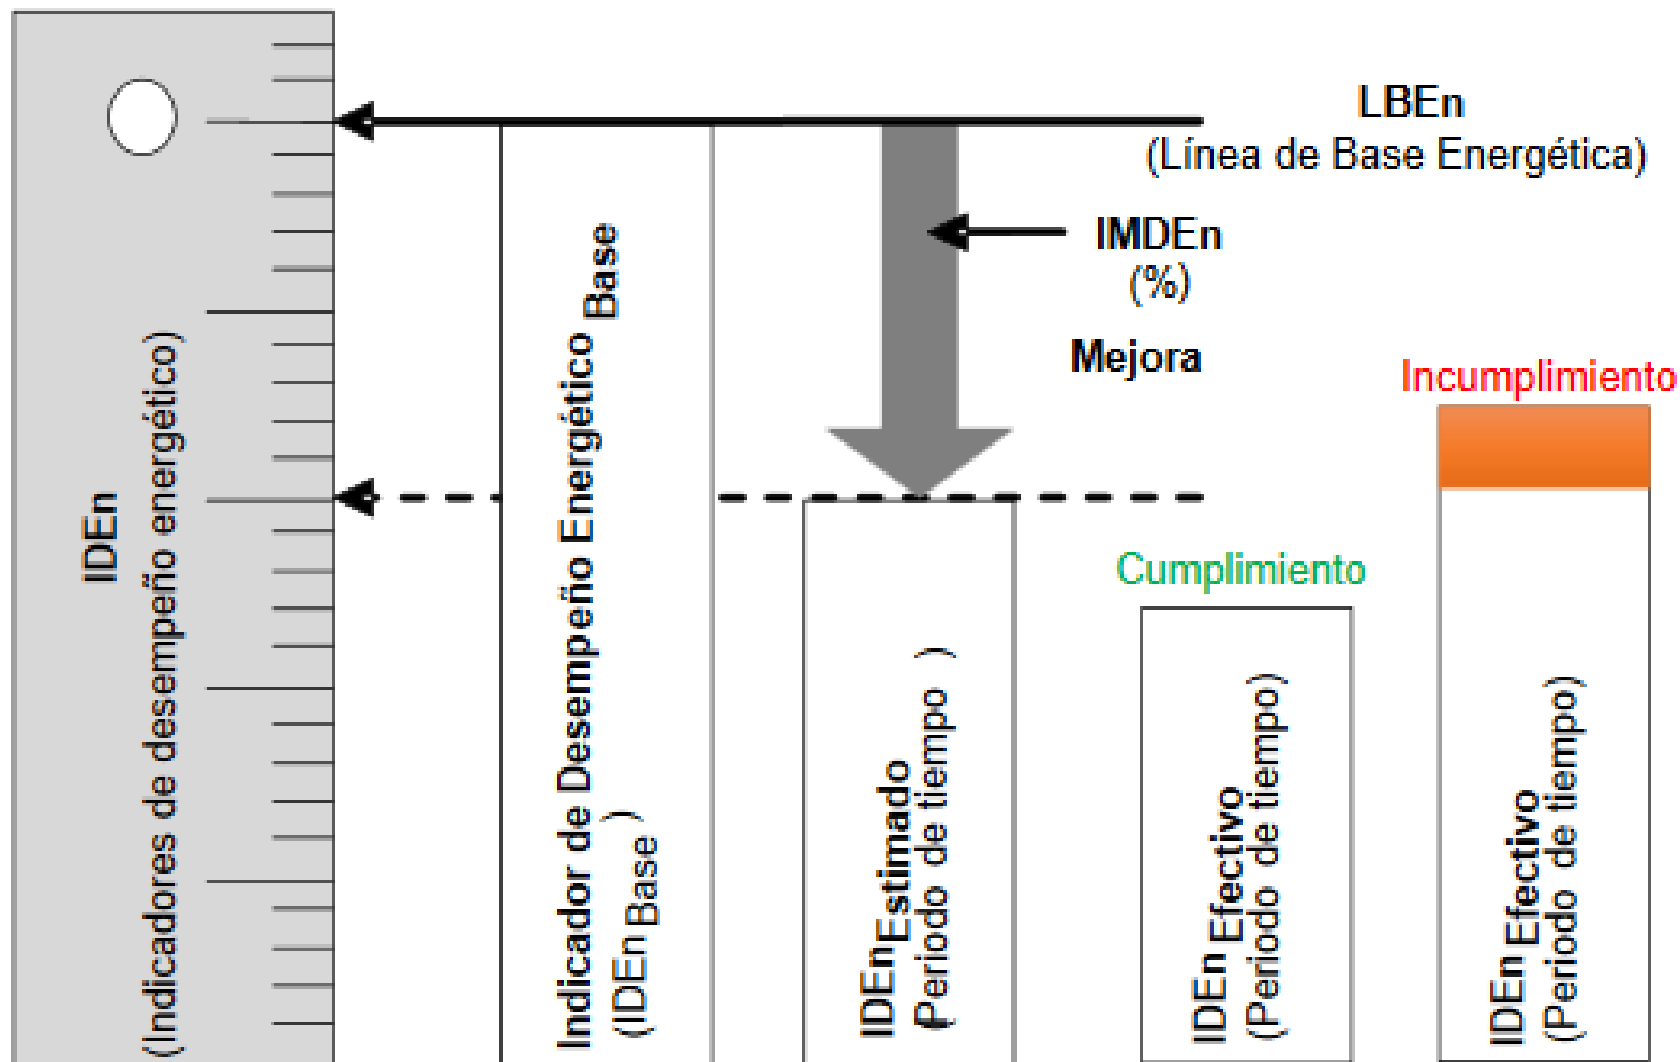 IDEn
(Indicadores de desempeño energético)
Indicador de Desempeño Energético Base
(IDEn Base)
LBEn
(Línea de Base Energética)
IMDEn
(%)
Mejora
IDEn Estimado
(Periodo de tiempo )
Cumplimiento
IDEn Efectivo
(Periodo de tiempo)
Incumplimiento
IDEn Efectivo
(Periodo de tiempo)